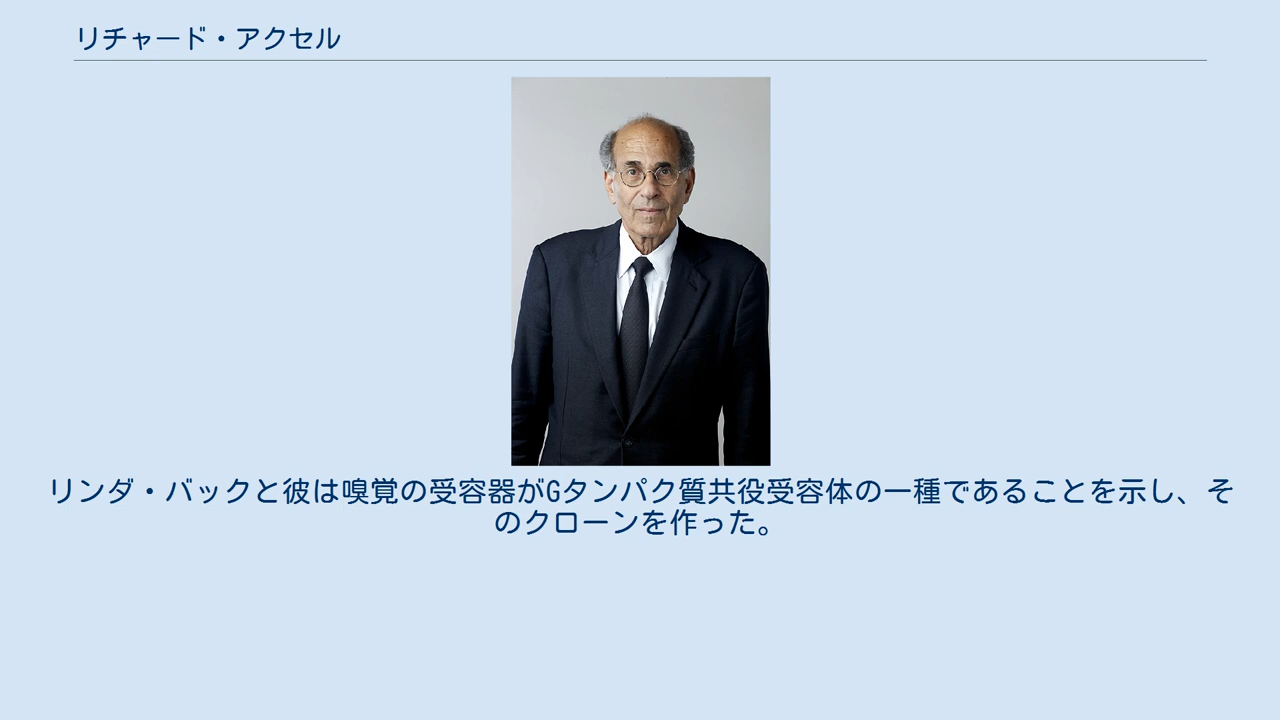 リチャード・アクセル
リンダ・バックと彼は嗅覚の受容器がGタンパク質共役受容体の一種であることを示し、そ
のクローンを作った。